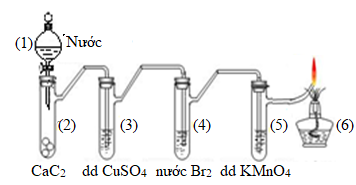 (1) Nước
(2) (3) (4) (5) (6)
CaC₂ dd CuSO₄ nước Br₂ dd KMnO₄